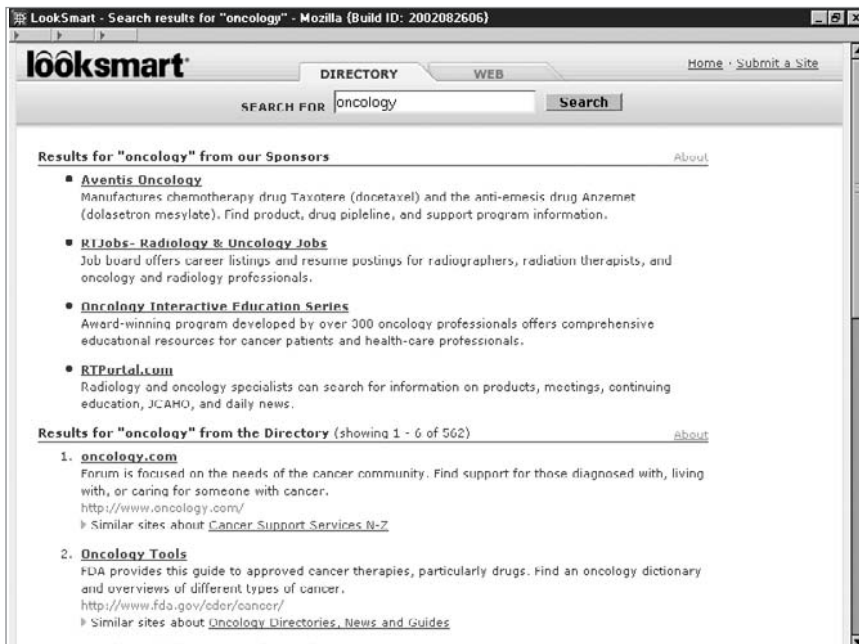 LookSmart - Search results for "oncology" - Mozilla {Build ID: 2002082606}
looksmart
DIRECTORY WEB Home · Submit a Site
SEARCH FOR oncology Search
Results for "oncology" from our Sponsors About
• Aventis Oncology
Manufactures chemotherapy drug Taxotere (docetaxel) and the anti-emesis drug Anzemet
(dolasetron mesylate). Find product, drug pipleline, and support program information.
• RTJobs- Radiology & Oncology Jobs
Job board offers career listings and resume postings for radiographers, radiation therapists, and
oncology and radiology professionals.
• Oncology Interactive Education Series
Award-winning program developed by over 300 oncology professionals offers comprehensive
educational resources for cancer patients and health-care professionals.
• RTPortal.com
Radiology and oncology specialists can search for information on products, meetings, continuing
education, JCAHO, and daily news.
Results for "oncology" from the Directory (showing 1 - 6 of 562) About
1. oncology.com
Forum is focused on the needs of the cancer community. Find support for those diagnosed with, living
with, or caring for someone with cancer.
http://www.oncology.com/
Similar sites about Cancer Support Services N-Z
2. Oncology Tools
FDA provides this guide to approved cancer therapies, particularly drugs. Find an oncology dictionary
and overviews of different types of cancer.
http://www.fda.gov/cder/cancer/
Similar sites about Oncology Directories, News and Guides